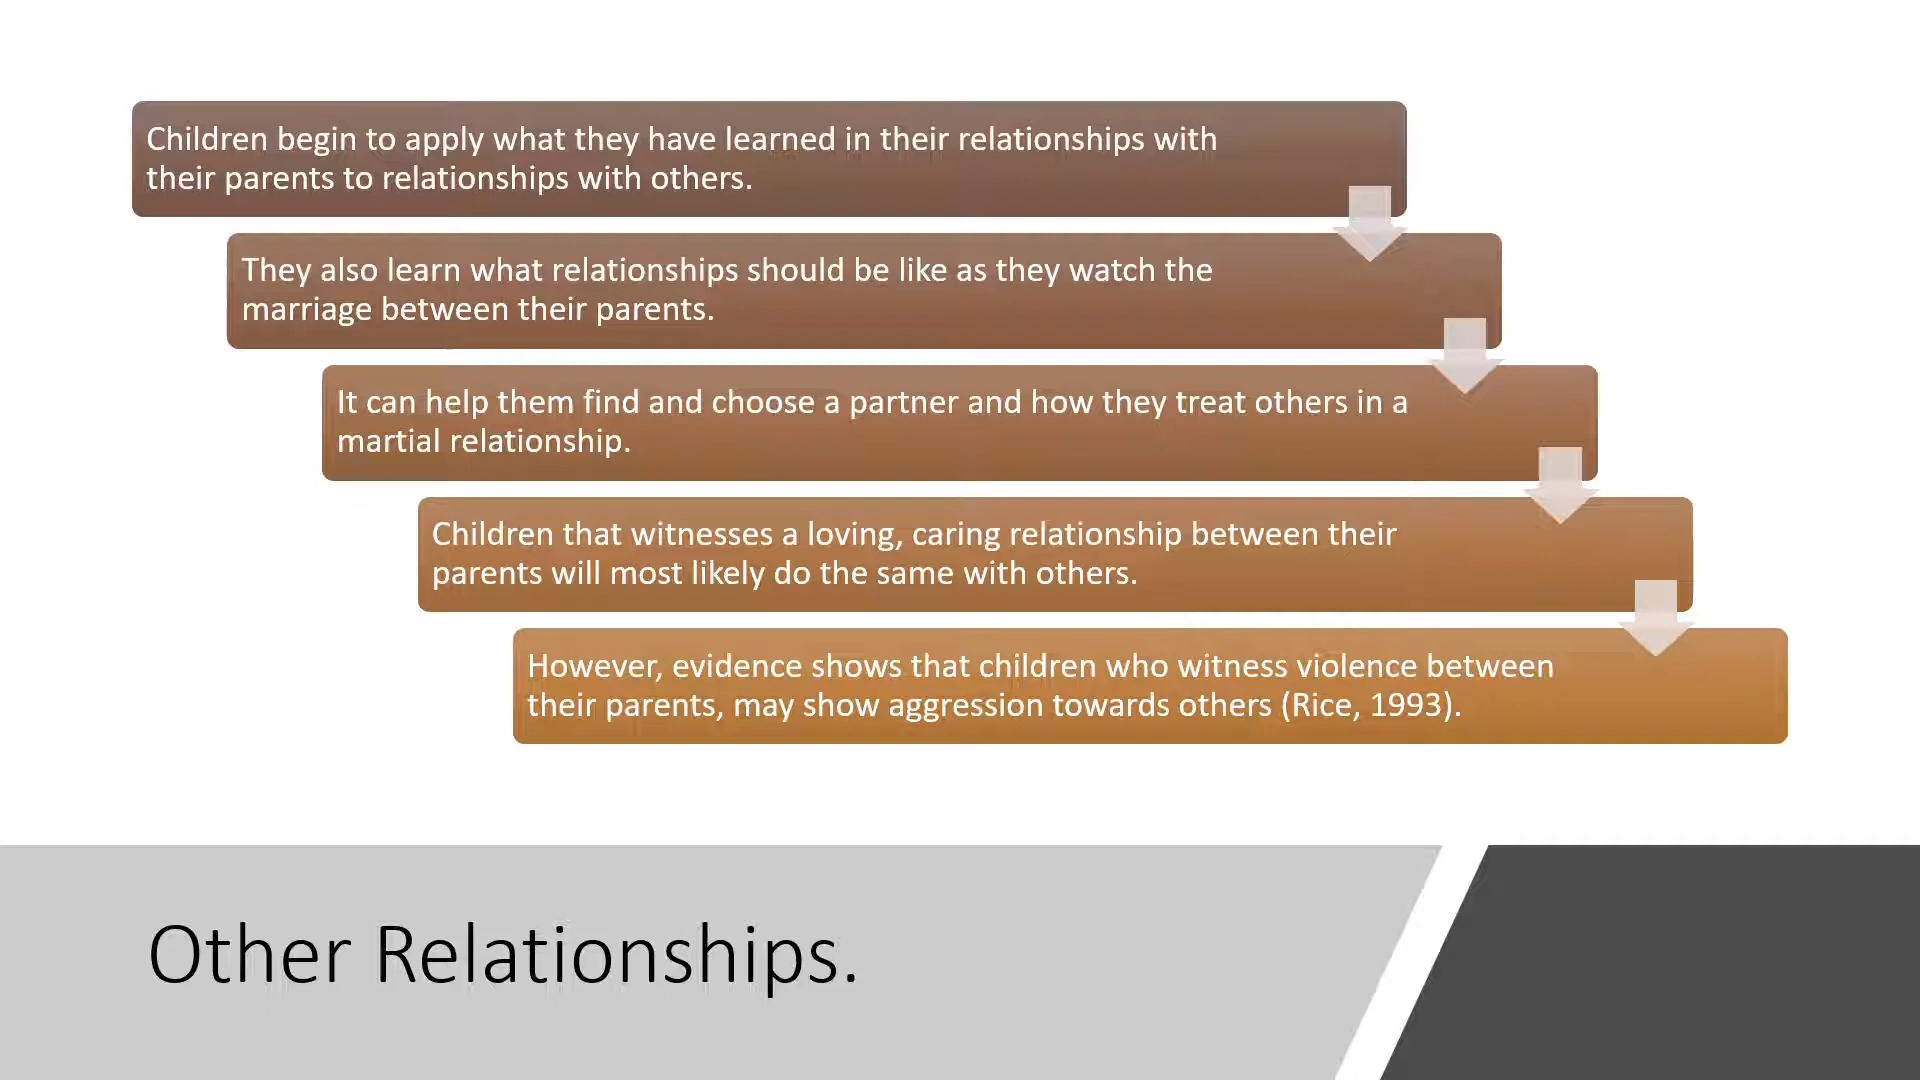 Children begin to apply what they have learned in their relationships with
their parents to relationships with others.
They also learn what relationships should be like as they watch the
marriage between their parents.
It can help them find and choose a partner and how they treat others in a
martial relationship.
Children that witnesses a loving, caring relationship between their
parents will most likely do the same with others.
However, evidence shows that children who witness violence between
their parents, may show aggression towards others (Rice, 1993).
Other Relationships.